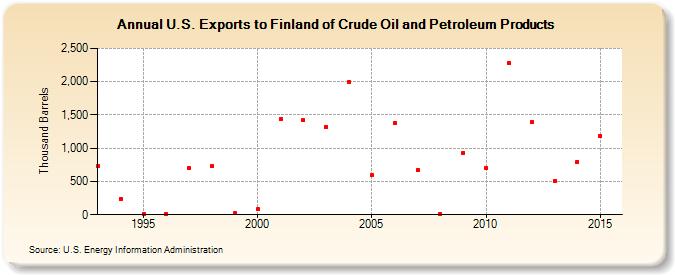 Annual U.S. Exports to Finland of Crude Oil and Petroleum Products
Thousand Barrels
2,500
2,000
1,500
1,000
500
0
1995 2000 2005 2010 2015
Source: U.S. Energy Information Administration